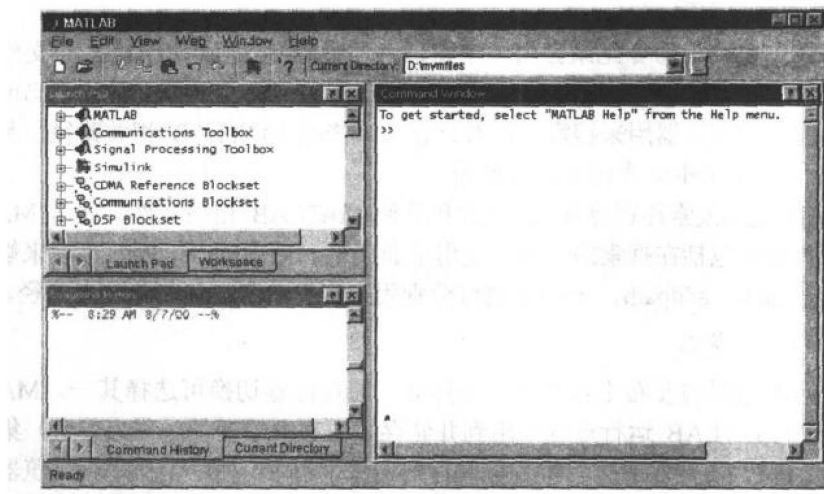 MATLAB
File Edit View Web Window Help
? Current Directory: D:\mymfiles
Launch Pad
MATLAB
Communications Toolbox
Signal Processing Toolbox
Simulink
CDMA Reference Blockset
Communications Blockset
DSP Blockset
Launch Pad Workspace
Command History
%-- 8:29 AM 8/7/00 --%
Command History Current Directory
Command Window
To get started, select "MATLAB Help" from the Help menu.
>>
Ready